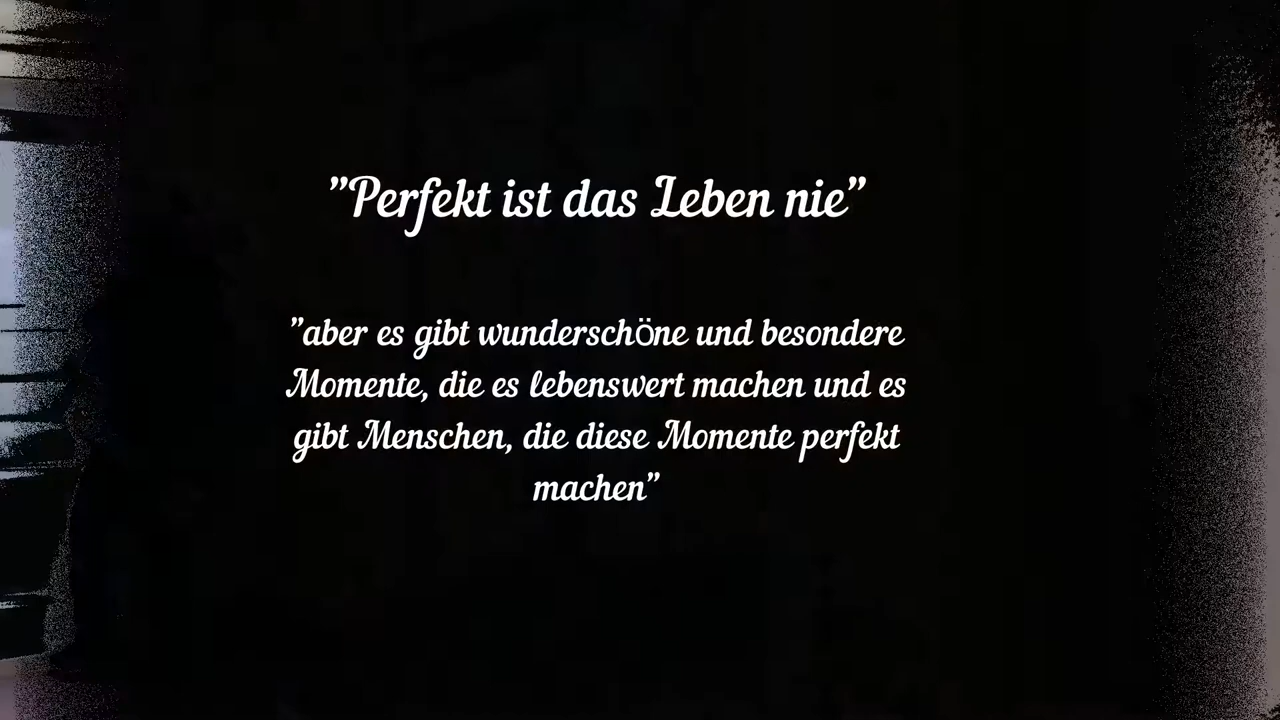 ”Perfekt ist das Leben nie”
”aber es gibt wunderschöne und besondere
Momente, die es lebenswert machen und es
gibt Menschen, die diese Momente perfekt
machen”